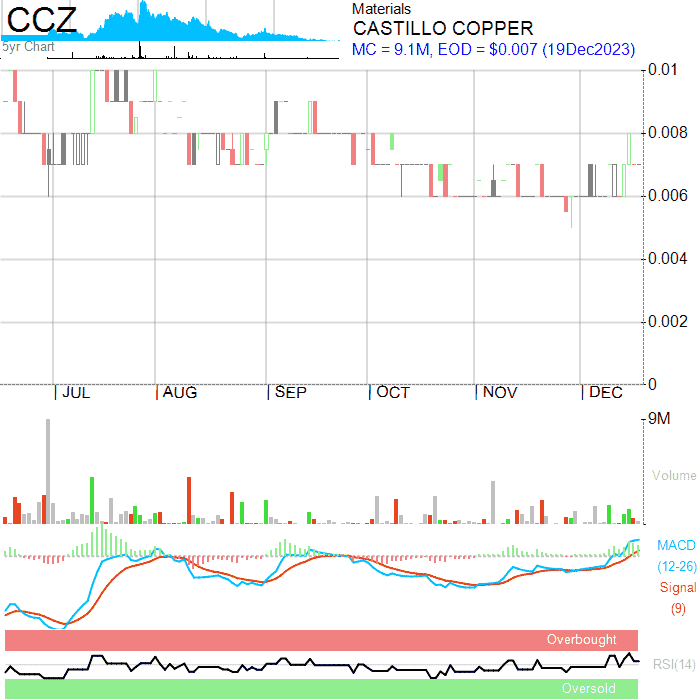 CCZ
5yr Chart
Materials
CASTILLO COPPER
MC = 9.1M, EOD = $0.007 (19Dec2023)
0.01
0.008
0.006
0.004
0.002
0
JUL AUG SEP OCT NOV DEC
9M
Volume
MACD
(12-26)
Signal
(9)
Overbought
RSI(14)
Oversold